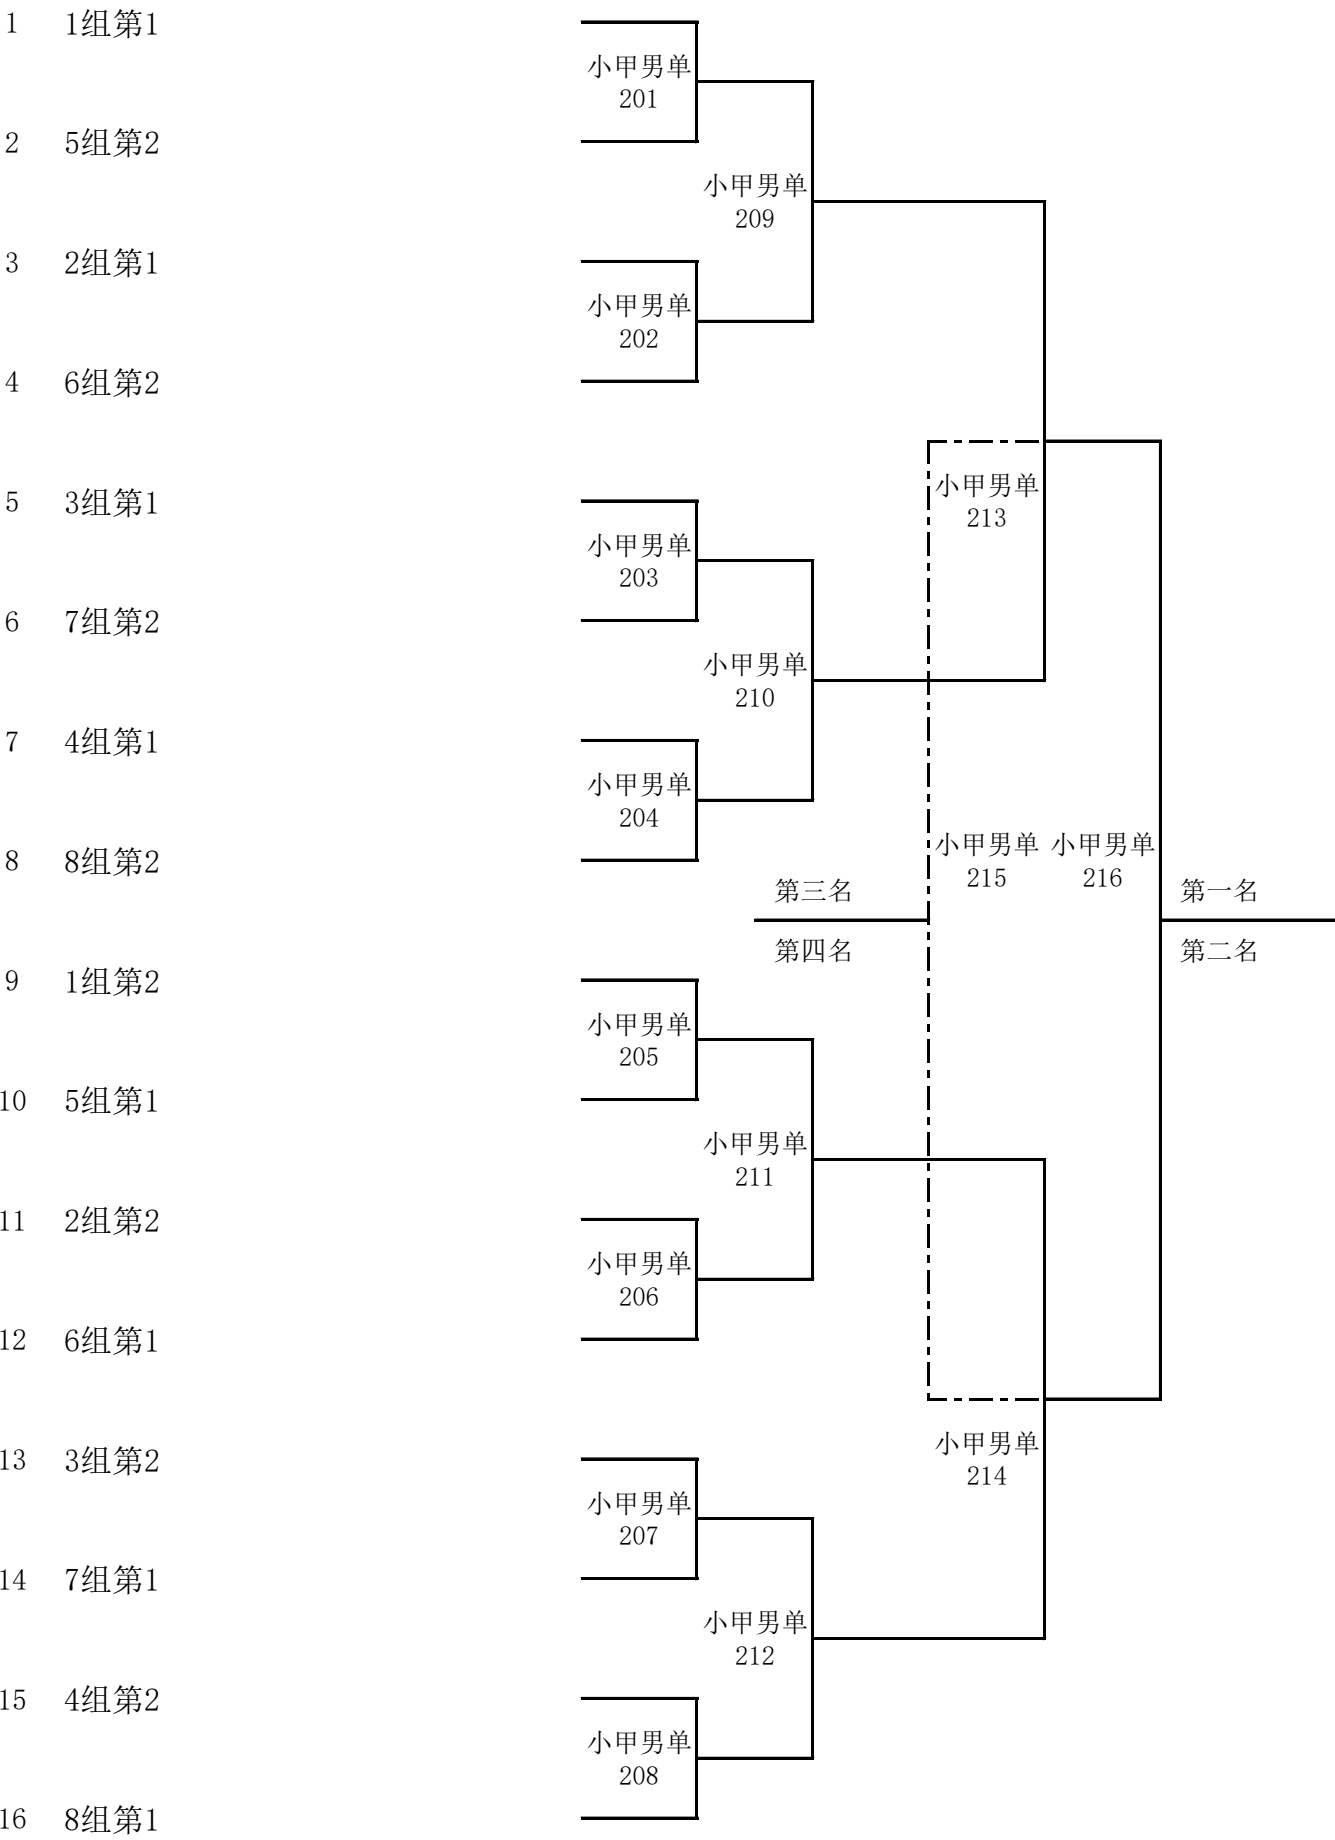 1 1组第1
小甲男单
201
2 5组第2
小甲男单
209
3 2组第1
小甲男单
202
4 6组第2
小甲男单
213
5 3组第1
小甲男单
203
6 7组第2
小甲男单
210
7 4组第1
小甲男单
204
8 8组第2
小甲男单
215
小甲男单
216
第三名
第一名
第四名
第二名
9 1组第2
小甲男单
205
10 5组第1
小甲男单
211
11 2组第2
小甲男单
206
12 6组第1
小甲男单
214
13 3组第2
小甲男单
207
14 7组第1
小甲男单
212
15 4组第2
小甲男单
208
16 8组第1